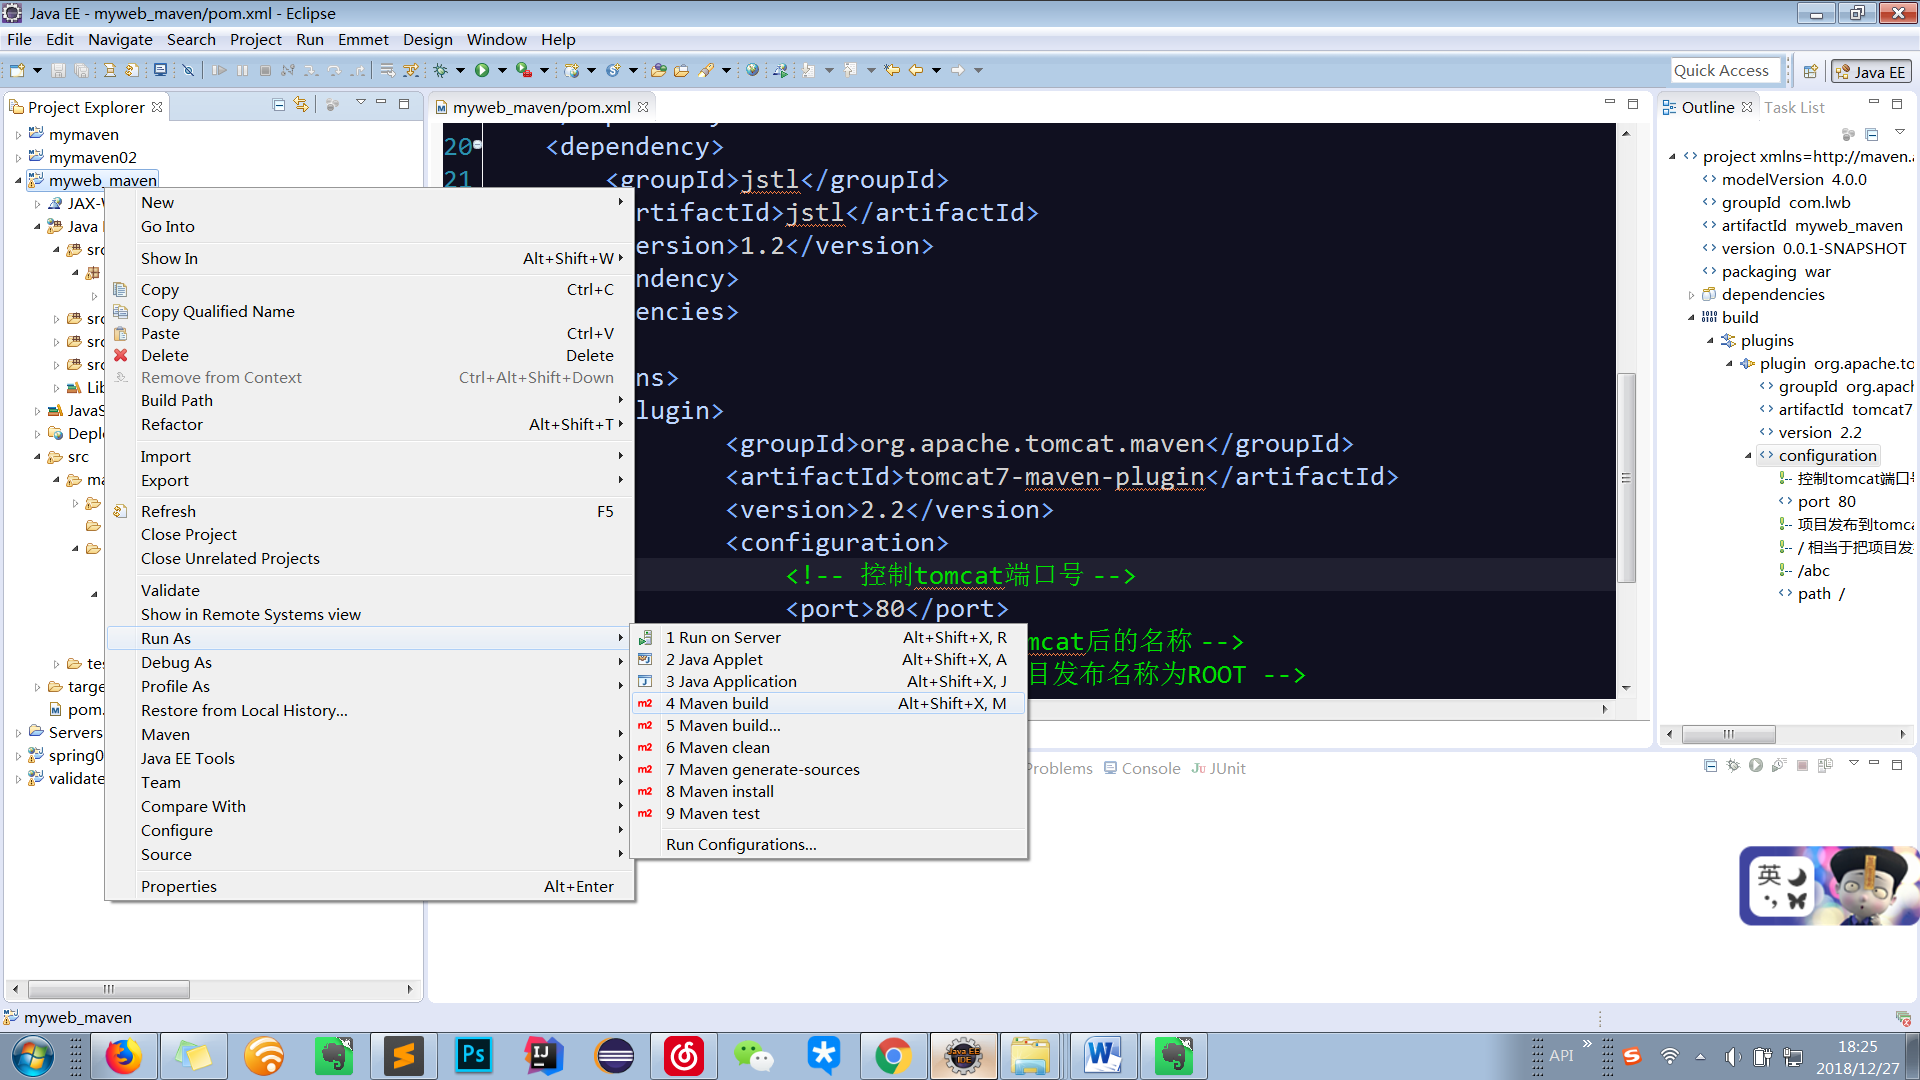 Java EE - myweb_maven/pom.xml - Eclipse
File Edit Navigate Search Project Run Emmet Design Window Help
Quick Access
Java EE
Project Explorer
mymaven
mymaven02
myweb_maven
JAX-W
Java
src
src
src
src
Lib
JavaS
Deplo
src
ma
tes
targe
pom.
Servers
spring0
validate
New
Go Into
Show In Alt+Shift+W
Copy Ctrl+C
Copy Qualified Name
Paste Ctrl+V
Delete Delete
Remove from Context Ctrl+Alt+Shift+Down
Build Path
Refactor Alt+Shift+T
Import
Export
Refresh F5
Close Project
Close Unrelated Projects
Validate
Show in Remote Systems view
Run As
Debug As
Profile As
Restore from Local History...
Maven
Java EE Tools
Team
Compare With
Configure
Source
Properties Alt+Enter
1 Run on Server Alt+Shift+X, R
2 Java Applet Alt+Shift+X, A
3 Java Application Alt+Shift+X, J
m2 4 Maven build Alt+Shift+X, M
m2 5 Maven build...
m2 6 Maven clean
m2 7 Maven generate-sources
m2 8 Maven install
m2 9 Maven test
Run Configurations...
myweb_maven/pom.xml
20 <dependency>
21 <groupId>jstl</groupId>
rtifactId>jstl</artifactId>
ersion>1.2</version>
ndency>
encies>
ns>
lugin>
<groupId>org.apache.tomcat.maven</groupId>
<artifactId>tomcat7-maven-plugin</artifactId>
<version>2.2</version>
<configuration>
<!-- 控制tomcat端口号 -->
<port>80</port>
mcat后的名称 -->
目发布名称为ROOT -->
Problems Console JUnit
Outline Task List
project xmlns=http://maven.a
modelVersion 4.0.0
groupId com.lwb
artifactId myweb_maven
version 0.0.1-SNAPSHOT
packaging war
dependencies
build
plugins
plugin org.apache.to
groupId org.apach
artifactId tomcat7
version 2.2
configuration
控制tomcat端口号
port 80
项目发布到tomca
/ 相当于把项目发
/abc
path /
英
myweb_maven
API
18:25
2018/12/27